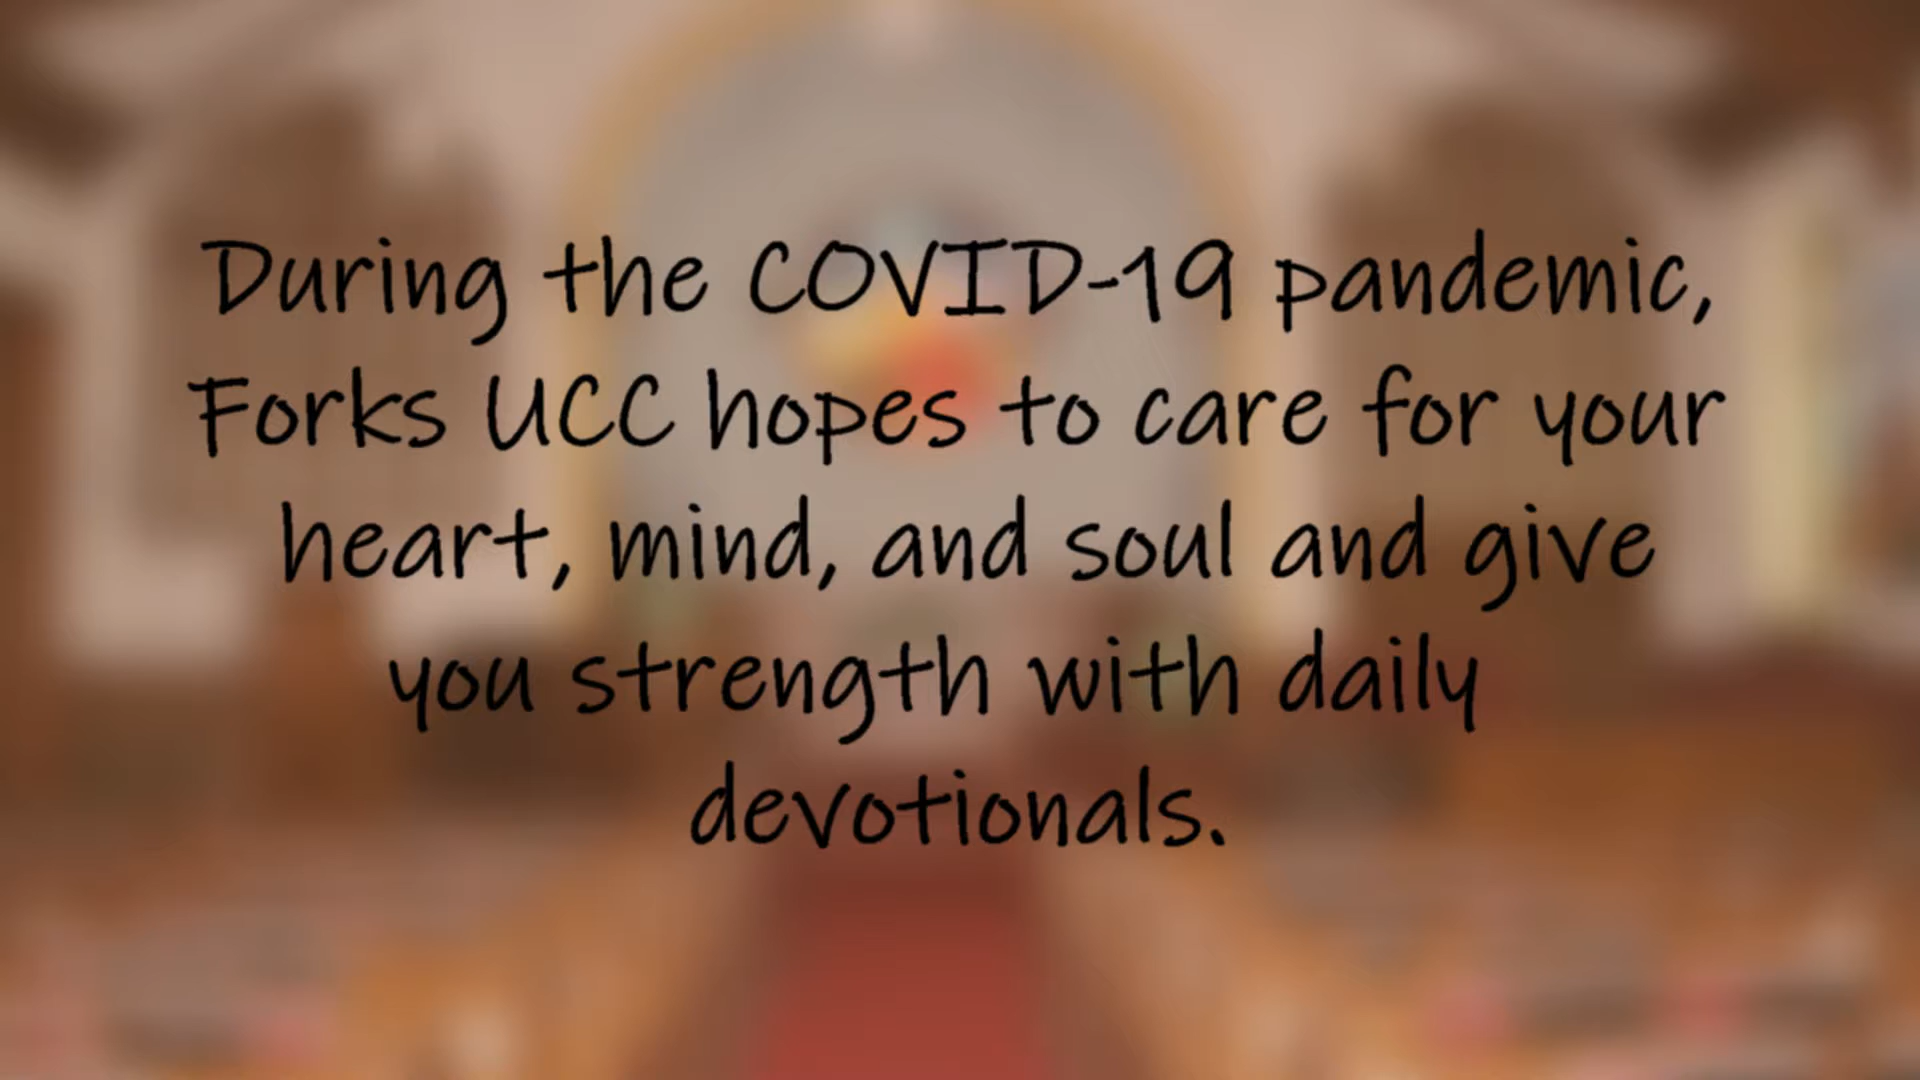 During the COVID-19 pandemic,
Forks UCC hopes to care for your
heart, mind, and soul and give
you strength with daily
devotionals.